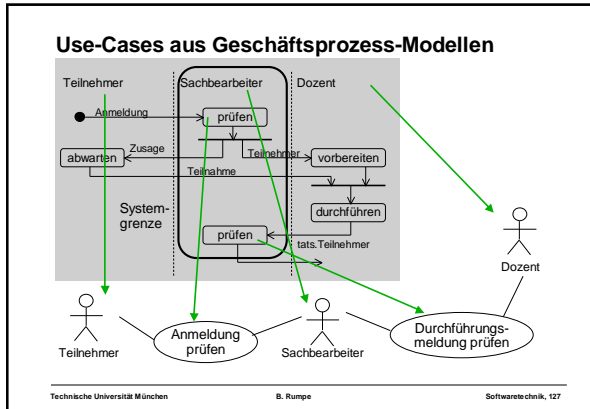 Use-Cases aus Geschäftsprozess-Modellen
Teilnehmer
Sachbearbeiter
Dozent
Anmeldung
prüfen
Zusage
Teilnehmer
abwarten
vorbereiten
Teilnahme
durchführen
System-
grenze
prüfen
tats.Teilnehmer
Dozent
Anmeldung
prüfen
Durchführungs-
meldung prüfen
Teilnehmer
Sachbearbeiter
Technische Universität München
B. Rumpe
Softwaretechnik, 127